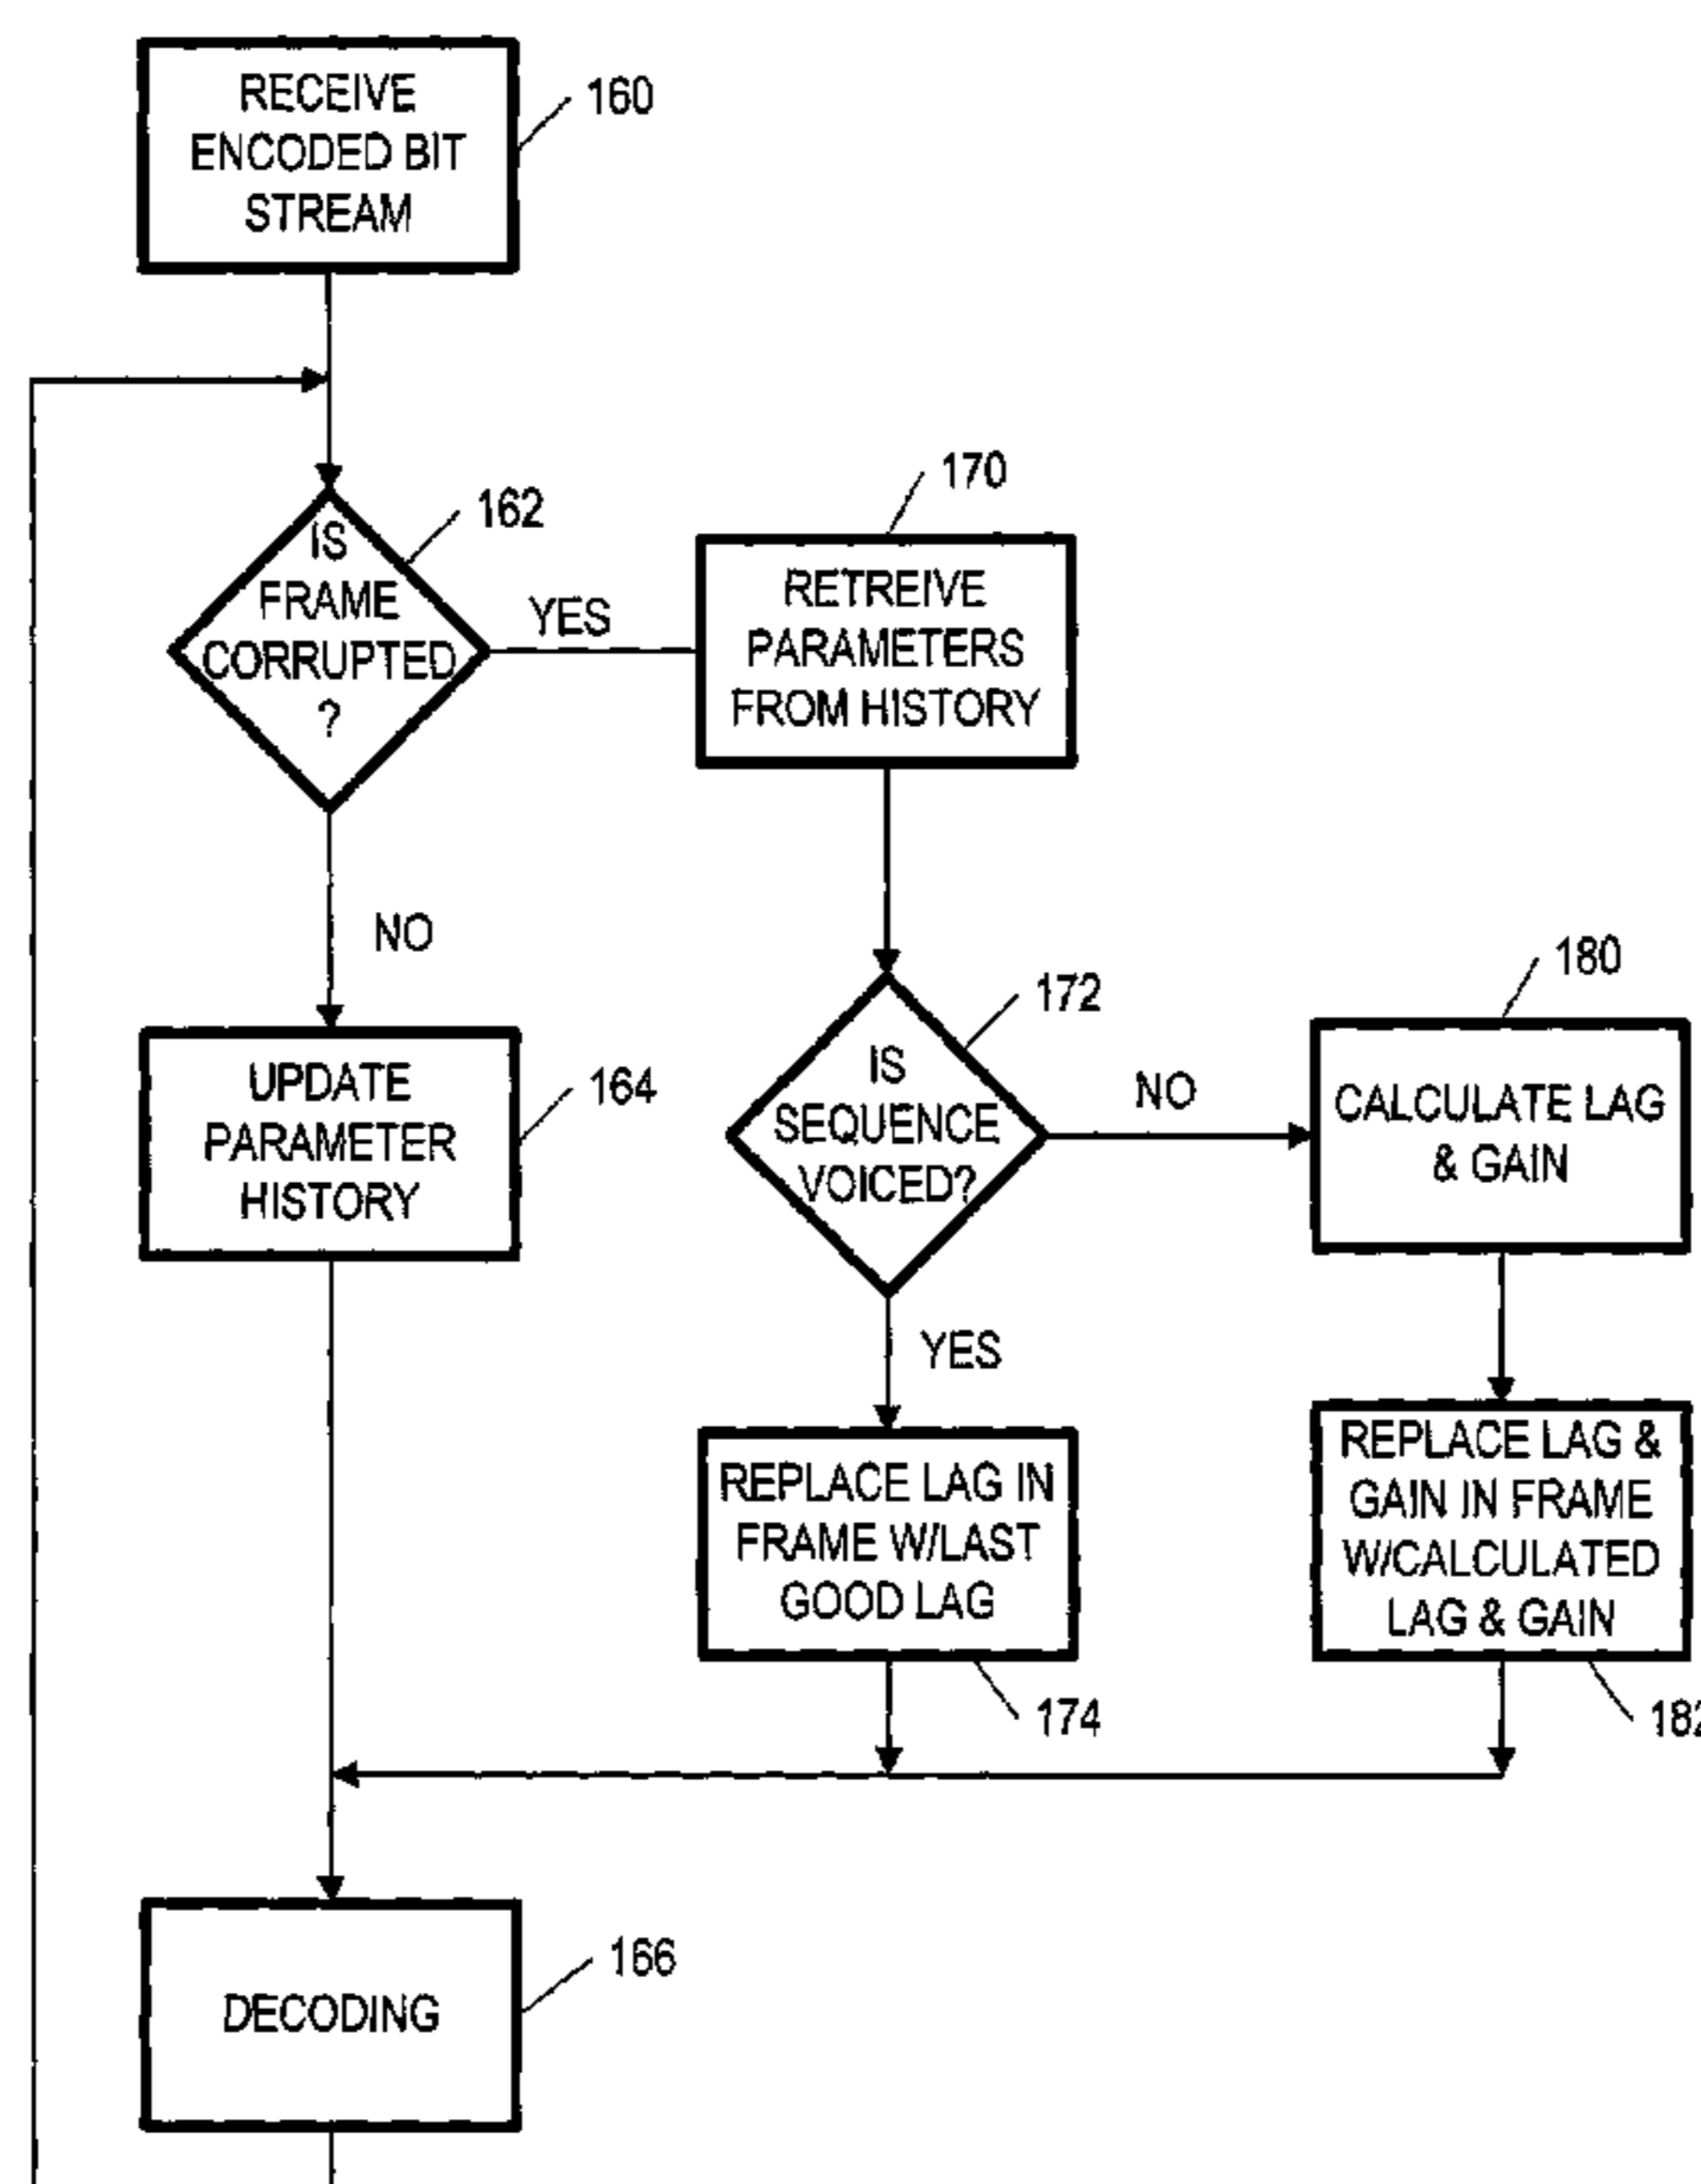 RECEIVE
ENCODED BIT
STREAM
160
IS
FRAME
CORRUPTED
?
162
YES
NO
170
RETREIVE
PARAMETERS
FROM HISTORY
UPDATE
PARAMETER
HISTORY
164
172
IS
SEQUENCE
VOICED?
NO
YES
180
CALCULATE LAG
& GAIN
REPLACE LAG IN
FRAME W/LAST
GOOD LAG
174
REPLACE LAG &
GAIN IN FRAME
W/CALCULATED
LAG & GAIN
182
DECODING
166